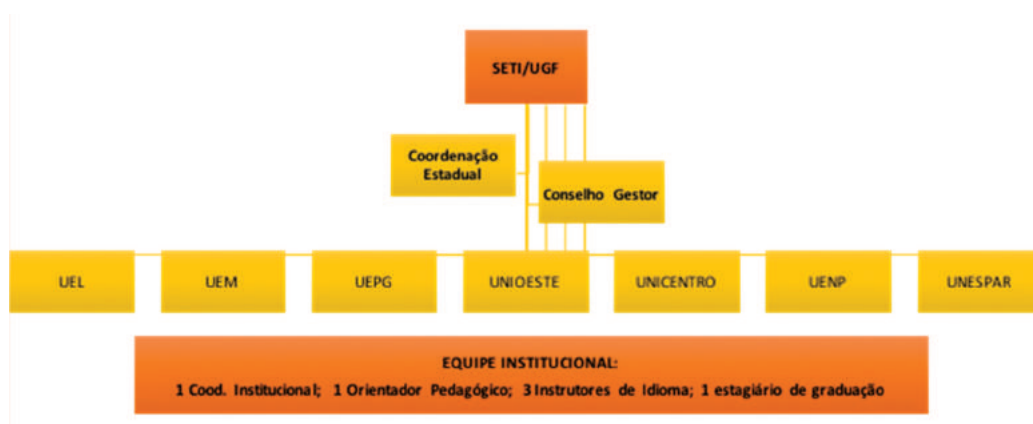 SETI/UGF
Coordenação
Estadual
Conselho Gestor
UEL
UEM
UEPG
UNIOESTE
UNICENTRO
UENP
UNESPAR
EQUIPE INSTITUCIONAL:
1 Cood. Institucional; 1 Orientador Pedagógico; 3 Instrutores de Idioma; 1 estagiário de graduação